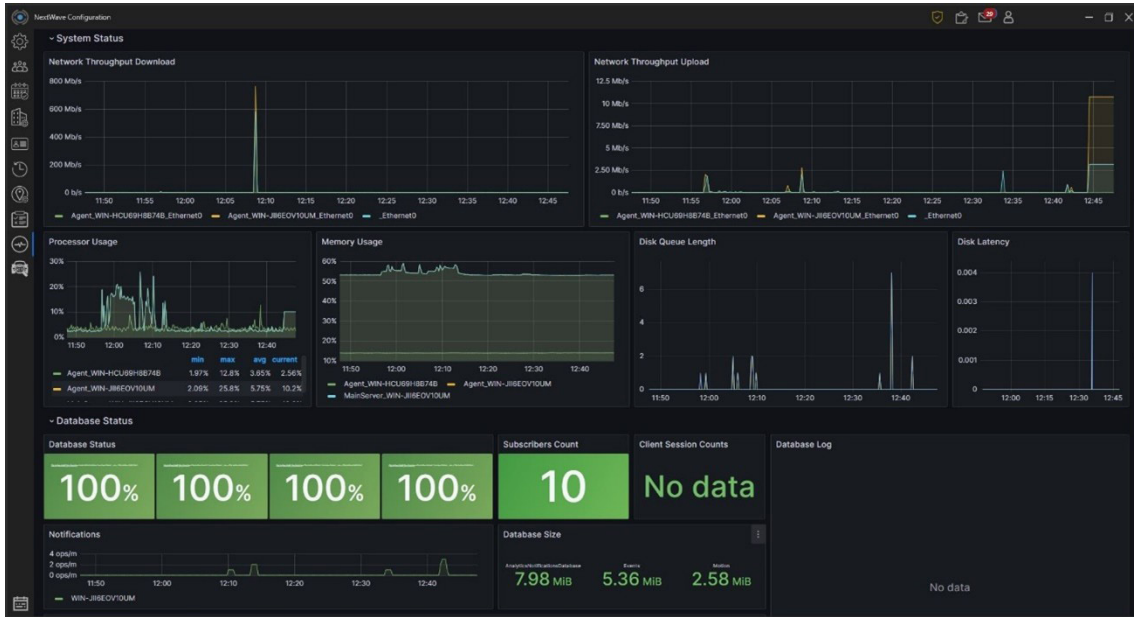 NextWave Configuration
20
System Status
Network Throughput Download
800 Mb/s
600 Mb/s
400 Mb/s
200 Mb/s
0 b/s
11:50 11:55 12:00 12:05 12:10 12:15 12:20 12:25 12:30 12:35 12:40 12:45
Agent_WIN-HCU69H8B74B_Ethernet0 Agent_WIN-JI6EOV10UM_Ethernet0 _Ethernet0
Network Throughput Upload
12.5 Mb/s
10 Mb/s
7.50 Mb/s
5 Mb/s
2.50 Mb/s
0 b/s
11:50 11:55 12:00 12:05 12:10 12:15 12:20 12:25 12:30 12:35 12:40 12:45
Agent_WIN-HCU69H8B74B_Ethernet0 Agent_WIN-JI6EOV10UM_Ethernet0 _Ethernet0
Processor Usage
30%
20%
10%
0%
11:50 12:00 12:10 12:20 12:30 12:40
min max avg current
Agent_WIN-HCU69H8B74B 1.97% 12.8% 3.65% 2.56%
Agent_WIN-JI6EOV10UM 2.09% 25.8% 5.75% 10.2%
Memory Usage
60%
50%
40%
30%
20%
10%
11:50 12:00 12:10 12:20 12:30 12:40
Agent_WIN-HCU69H8B74B Agent_WIN-JI6EOV10UM
MainServer_WIN-JI6EOV10UM
Disk Queue Length
6
4
2
0
11:50 12:00 12:10 12:20 12:30 12:40
Disk Latency
0.004
0.003
0.002
0.001
0
12:00 12:15 12:30 12:45
Database Status
Database Status
100% 100% 100% 100%
Subscribers Count
10
Client Session Counts
No data
Database Log
No data
Notifications
4 ops/m
2 ops/m
0 ops/m
11:50 12:00 12:10 12:20 12:30 12:40
WIN-JI6EOV10UM
Database Size
AnalyticsNotificationsDatabase Events Motion
7.98 MiB 5.36 MiB 2.58 MiB